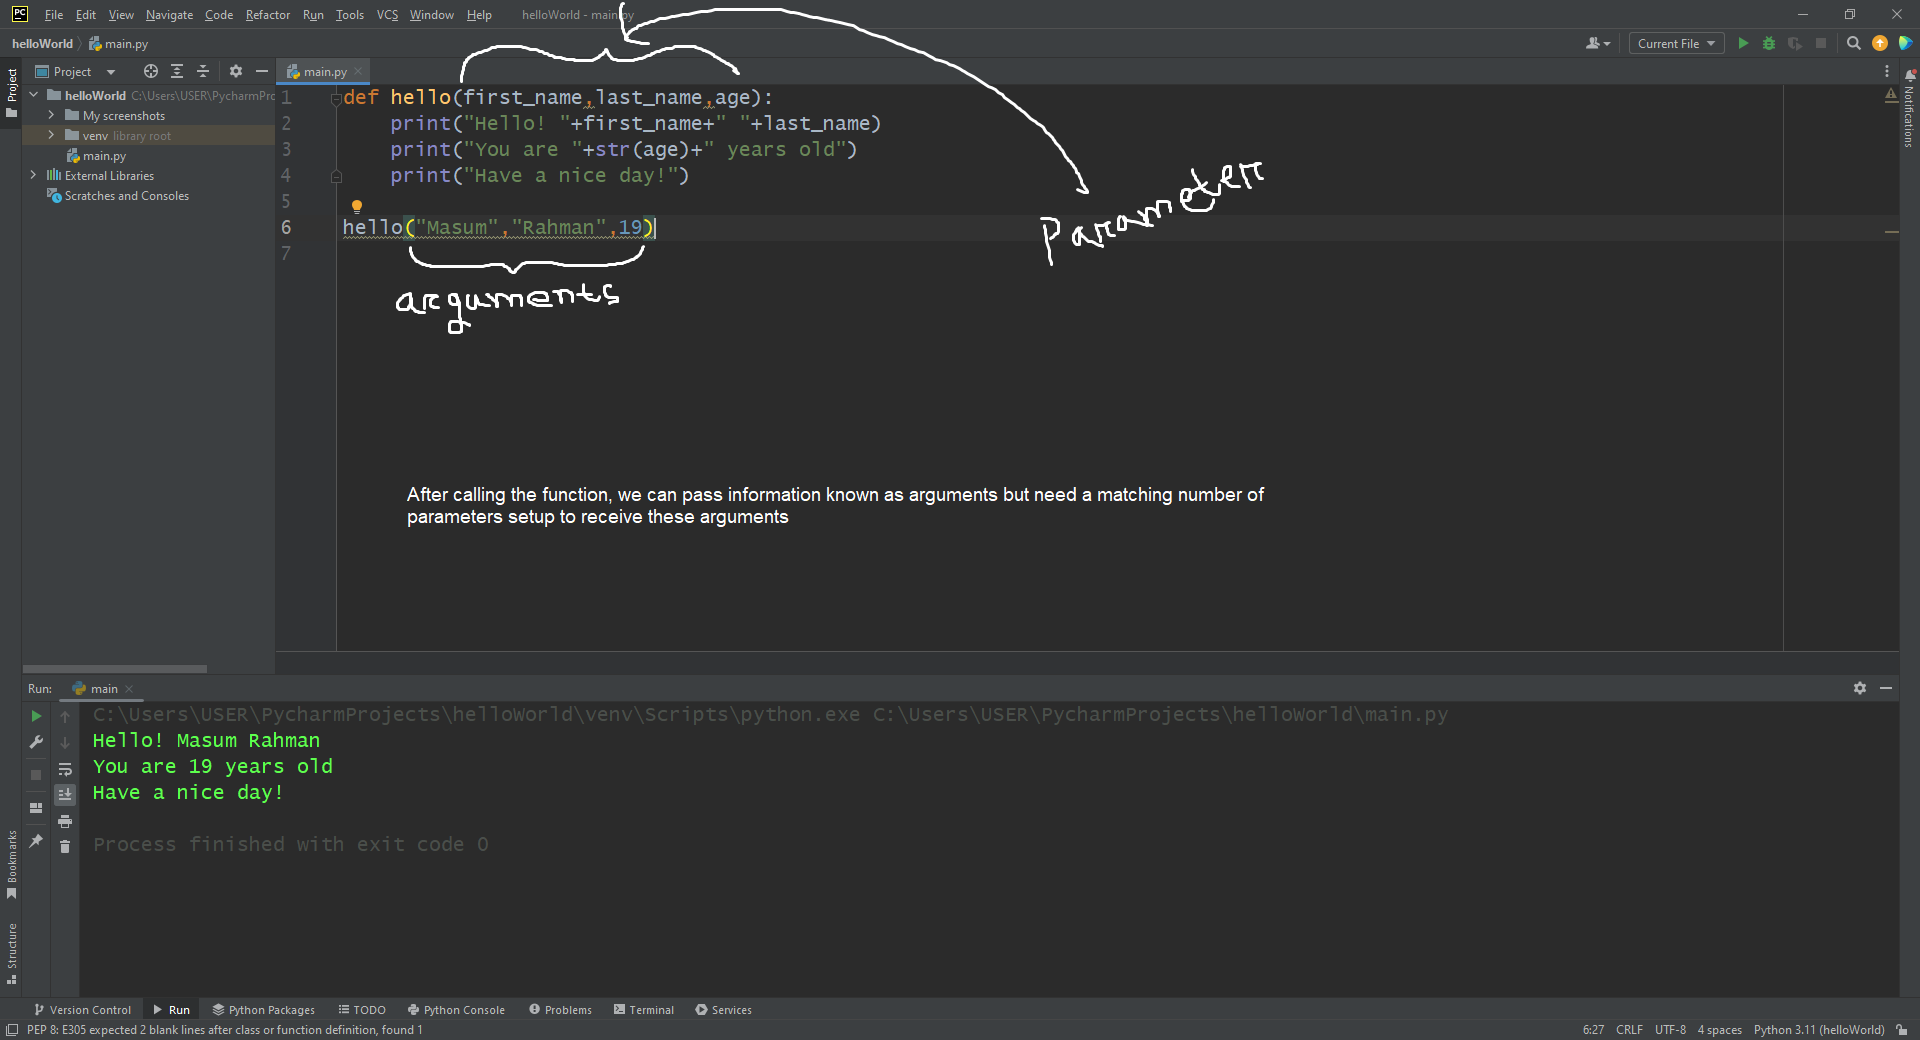 PC File Edit View Navigate Code Refactor Run Tools VCS Window Help helloWorld - main.py
helloWorld main.py Current File
Project main.py
Project
Notifications
helloWorld C:\Users\USER\PycharmPro
My screenshots
venv library root
main.py
External Libraries
Scratches and Consoles
1 def hello(first_name,last_name,age):
2 print("Hello! "+first_name+" "+last_name)
3 print("You are "+str(age)+" years old")
4 print("Have a nice day!")
5
6 hello("Masum","Rahman",19)
7
Parameter
arguments
After calling the function, we can pass information known as arguments but need a matching number of
parameters setup to receive these arguments
Run: main
C:\Users\USER\PycharmProjects\helloWorld\venv\Scripts\python.exe C:\Users\USER\PycharmProjects\helloWorld\main.py
Hello! Masum Rahman
You are 19 years old
Have a nice day!
Process finished with exit code 0
Bookmarks
Structure
Version Control Run Python Packages TODO Python Console Problems Terminal Services
PEP 8: E305 expected 2 blank lines after class or function definition, found 1 6:27 CRLF UTF-8 4 spaces Python 3.11 (helloWorld)